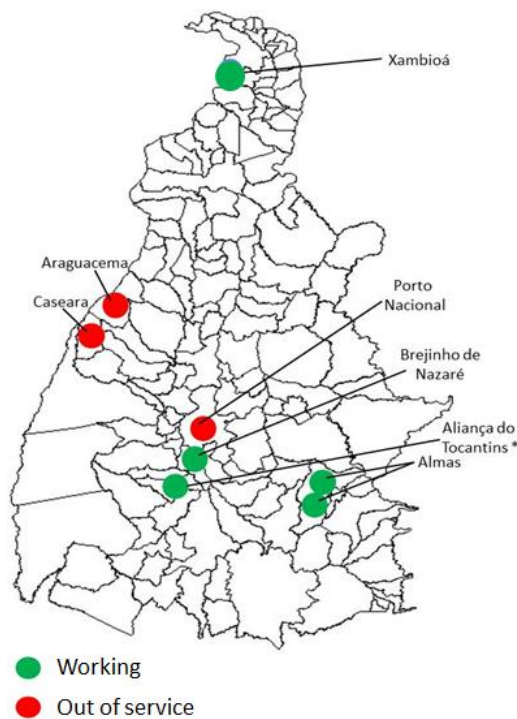 Xambioá
Araguacema
Caseara
Porto
Nacional
Brejinho de
Nazaré
Aliança do
Tocantins *
Almas
Working
Out of service